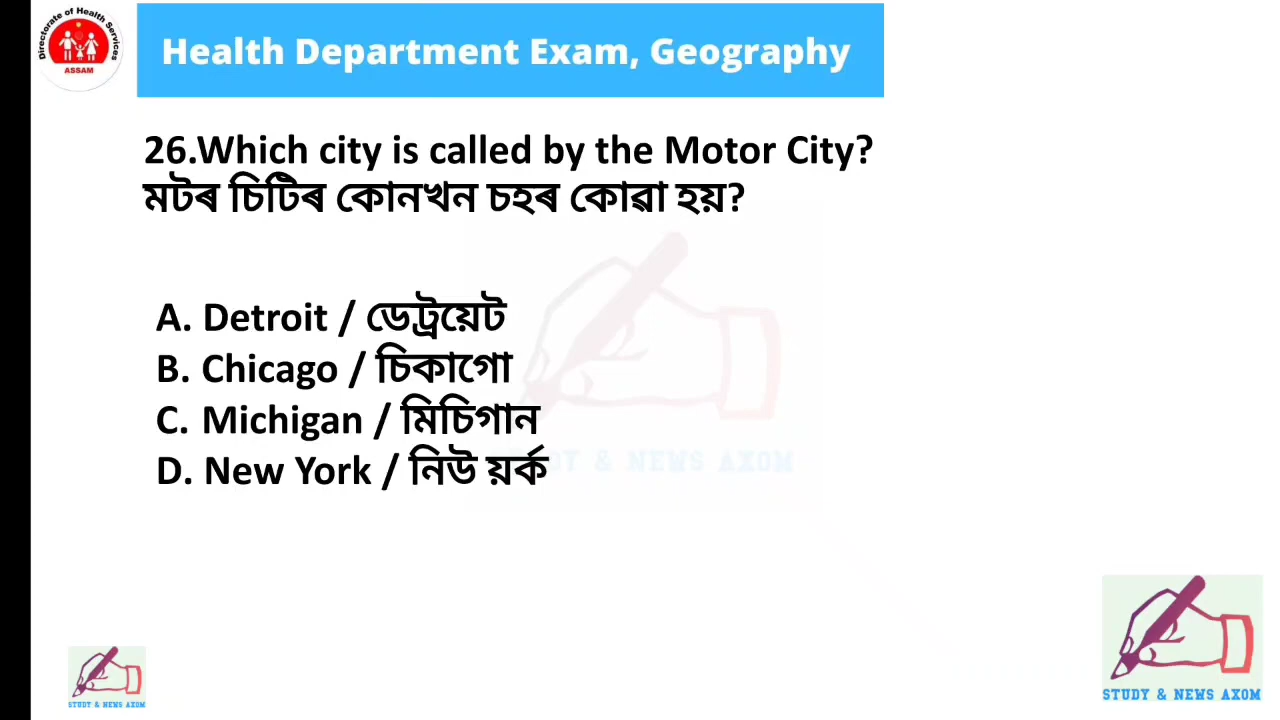 Directorate of Health Services
ASSAM
Health Department Exam, Geography
26.Which city is called by the Motor City?
মটৰ চিটিৰ কোনখন চহৰ কোৱা হয়?
A. Detroit / ডেট্ৰয়েট
B. Chicago / চিকাগো
C. Michigan / মিচিগান
D. New York / নিউ য়ৰ্ক
STUDY & NEWS AXOM
STUDY & NEWS AXOM
STUDY & NEWS AXOM